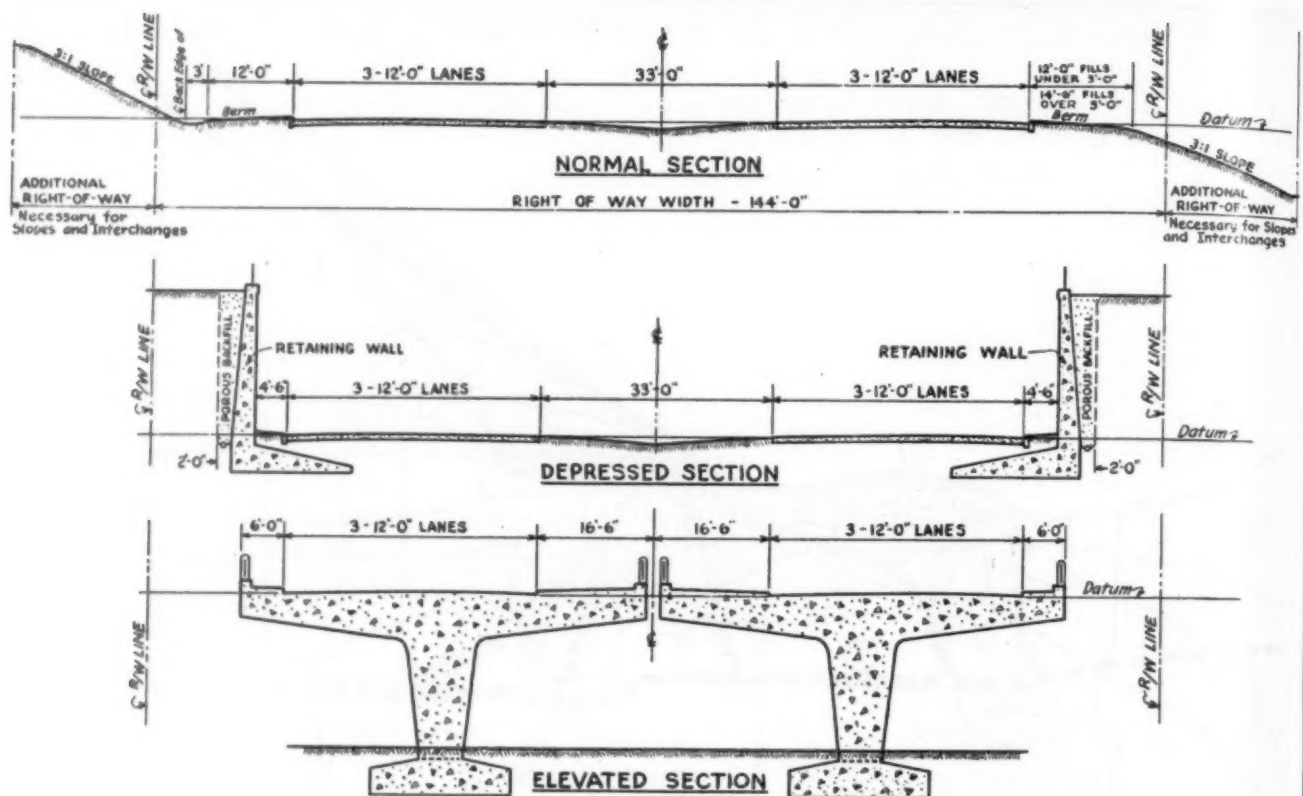 3:1 SLOPE
℄ R/W LINE
Back Edge of
3'
12'-0"
3-12'-0" LANES
33'-0"
3-12'-0" LANES
12'-0" FILLS
UNDER 5'-0"
14'-6" FILLS
OVER 5'-0"
℄ R/W LINE
Berm
℄
Berm
Datum
3:1 SLOPE
NORMAL SECTION
ADDITIONAL
RIGHT-OF-WAY
Necessary for
Slopes and Interchanges
RIGHT OF WAY WIDTH - 144'-0"
ADDITIONAL
RIGHT-OF-WAY
Necessary for Slopes
and Interchanges
℄ R/W LINE
POROUS BACKFILL
RETAINING WALL
℄
RETAINING WALL
POROUS BACKFILL
℄ R/W LINE
4'-6"
3-12'-0" LANES
33'-0"
3-12'-0" LANES
4'-6"
Datum
2'-0"
DEPRESSED SECTION
2'-0"
6'-0"
3-12'-0" LANES
16'-6"
16'-6"
3-12'-0" LANES
6'-0"
Datum
℄ R/W LINE
℄
℄ R/W LINE
ELEVATED SECTION